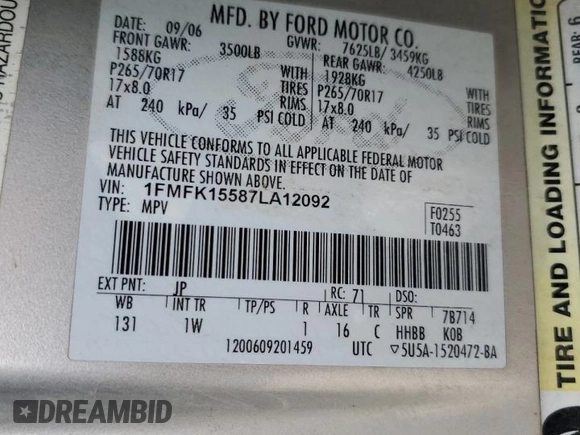 MFD. BY FORD MOTOR CO.
DATE: 09/06 GVWR: 7625LB/ 3459KG
FRONT GAWR: 3500LB REAR GAWR: 4250LB
1588KG WITH 1928KG WITH
P265/70R17 TIRES P265/70R17 TIRES
17x8.0 RIMS 17x8.0 RIMS
AT 240 kPa/ 35 PSI COLD AT 240 kPa/ 35 PSI COLD
THIS VEHICLE CONFORMS TO ALL APPLICABLE FEDERAL MOTOR
VEHICLE SAFETY STANDARDS IN EFFECT ON THE DATE OF
MANUFACTURE SHOWN ABOVE.
VIN: 1FMFK15587LA12092
TYPE: MPV
F0255
T0463
EXT PNT: JP RC: 71 DSO:
WB INT TR TP/PS R AXLE TR SPR 7B714
131 1W 1 16 C HHBB KOB
1200609201459 UTC ▽5U5A-1520472-BA
Ford
TIRE AND LOADING INFORMATION
REAR: 6
DREAMBID